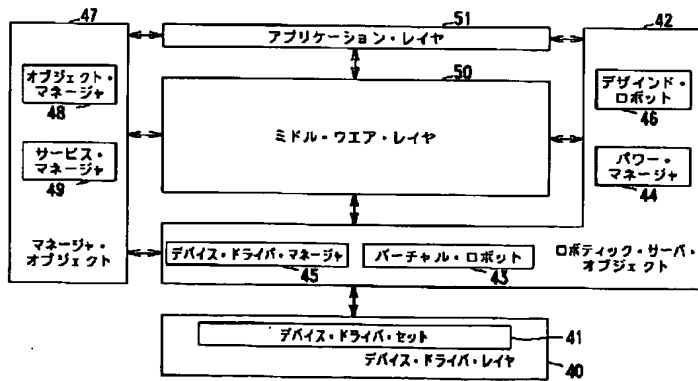 47
51
42
アプリケーション・レイヤ
50
オブジェクト・
マネージャ
48
デザインド・
ロボット
46
ミドル・ウエア・レイヤ
サービス・
マネージャ
49
パワー・
マネージャ
44
マネージャ・
オブジェクト
デバイス・ドライバ・マネージャ
45
バーチャル・ロボット
43
ロボティック・サーバ・
オブジェクト
デバイス・ドライバ・セット
41
デバイス・ドライバ・レイヤ
40